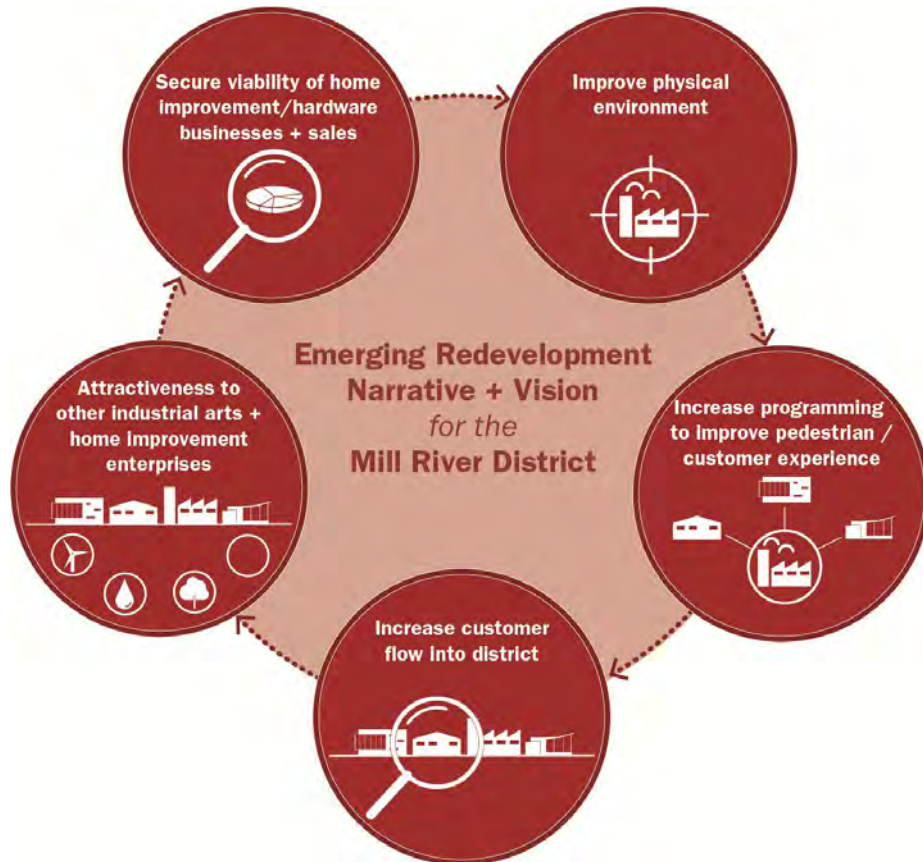 Secure viability of home
improvement/hardware
businesses + sales
Improve physical
environment
Emerging Redevelopment
Narrative + Vision
for the
Mill River District
Attractiveness to
other industrial arts +
home improvement
enterprises
Increase programming
to improve pedestrian /
customer experience
Increase customer
flow into district